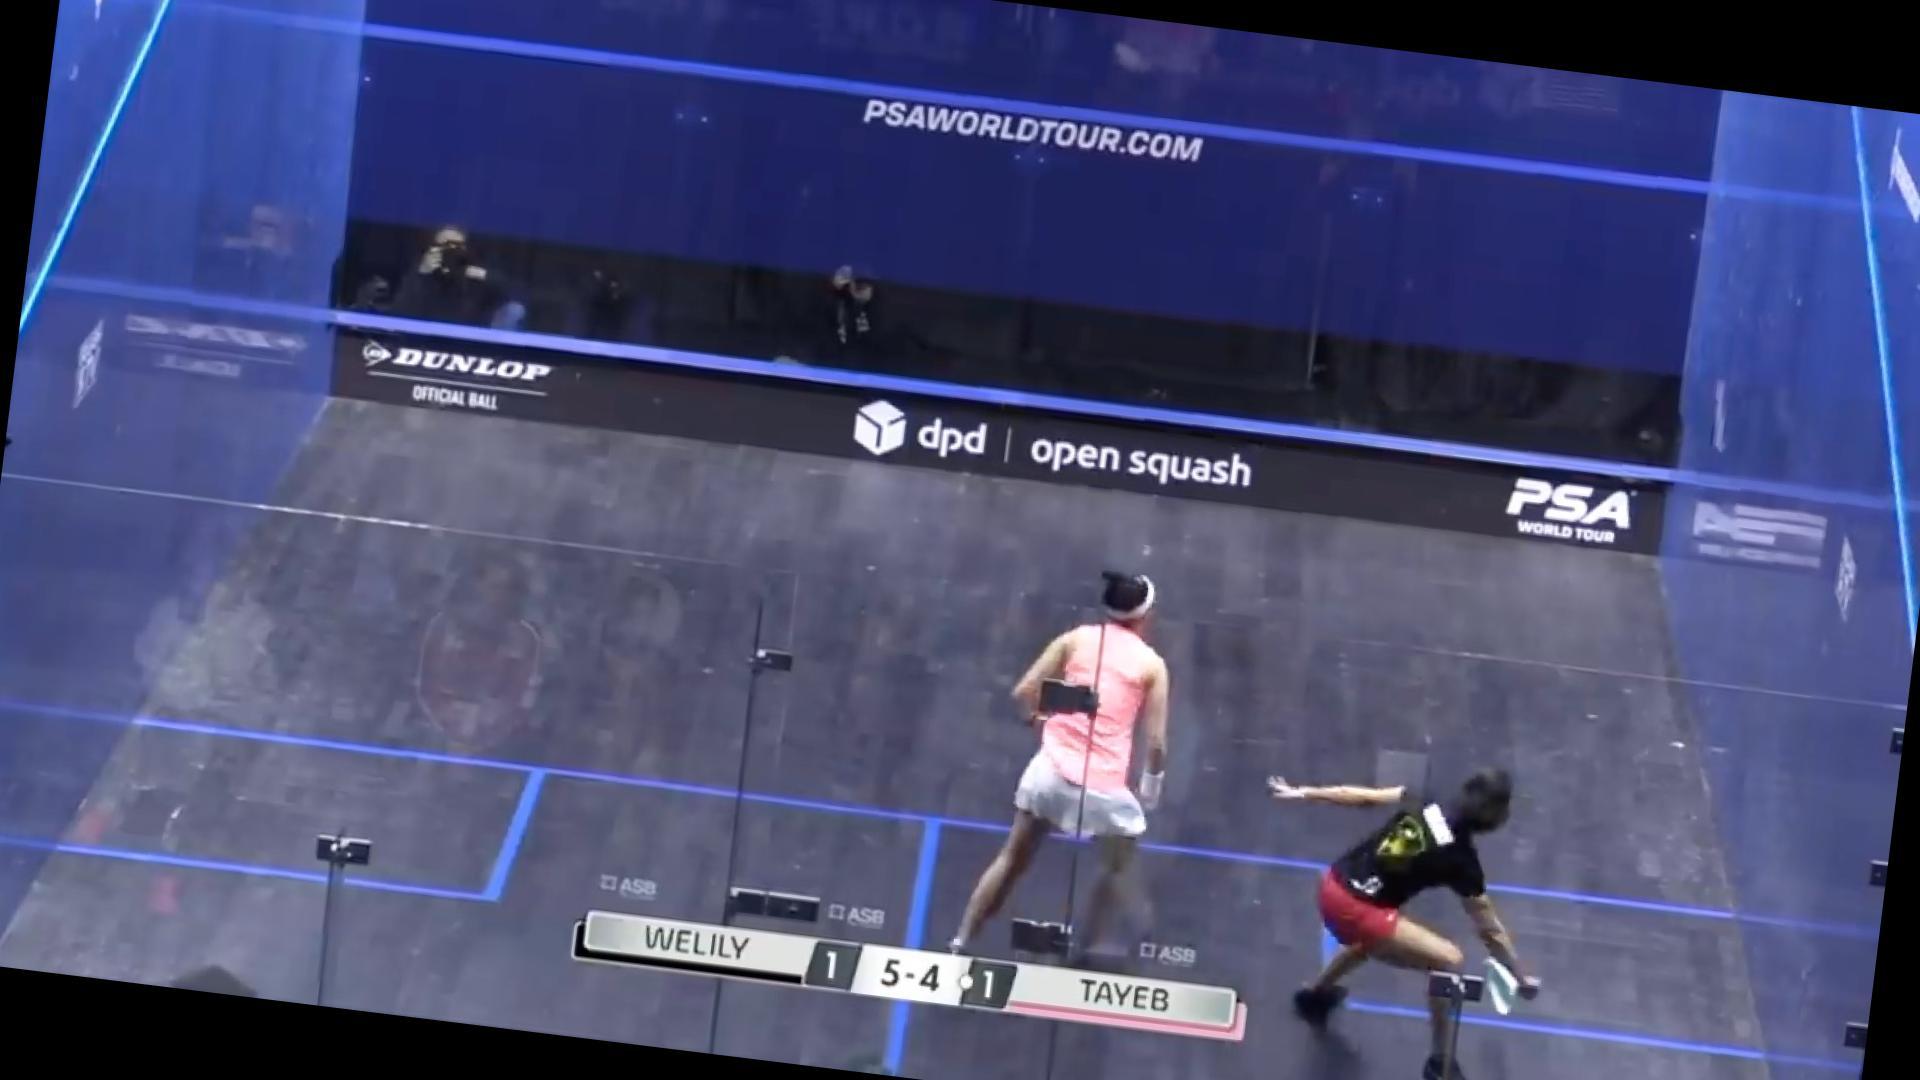 PSAWORLDTOUR.COM
DUNLOP
OFFICIAL BALL
dpd | open squash
PSA
WORLD TOUR
ASB
ASB
ASB
WELILY 1 5-4 1 TAYEB